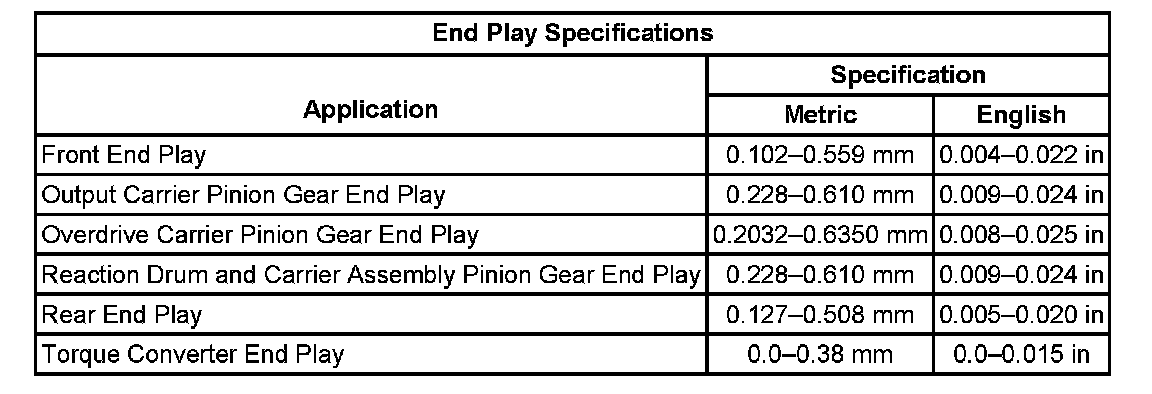 End Play Specifications
Application
Specification
Metric English
Front End Play 0.102–0.559 mm 0.004–0.022 in
Output Carrier Pinion Gear End Play 0.228–0.610 mm 0.009–0.024 in
Overdrive Carrier Pinion Gear End Play 0.2032–0.6350 mm 0.008–0.025 in
Reaction Drum and Carrier Assembly Pinion Gear End Play 0.228–0.610 mm 0.009–0.024 in
Rear End Play 0.127–0.508 mm 0.005–0.020 in
Torque Converter End Play 0.0–0.38 mm 0.0–0.015 in